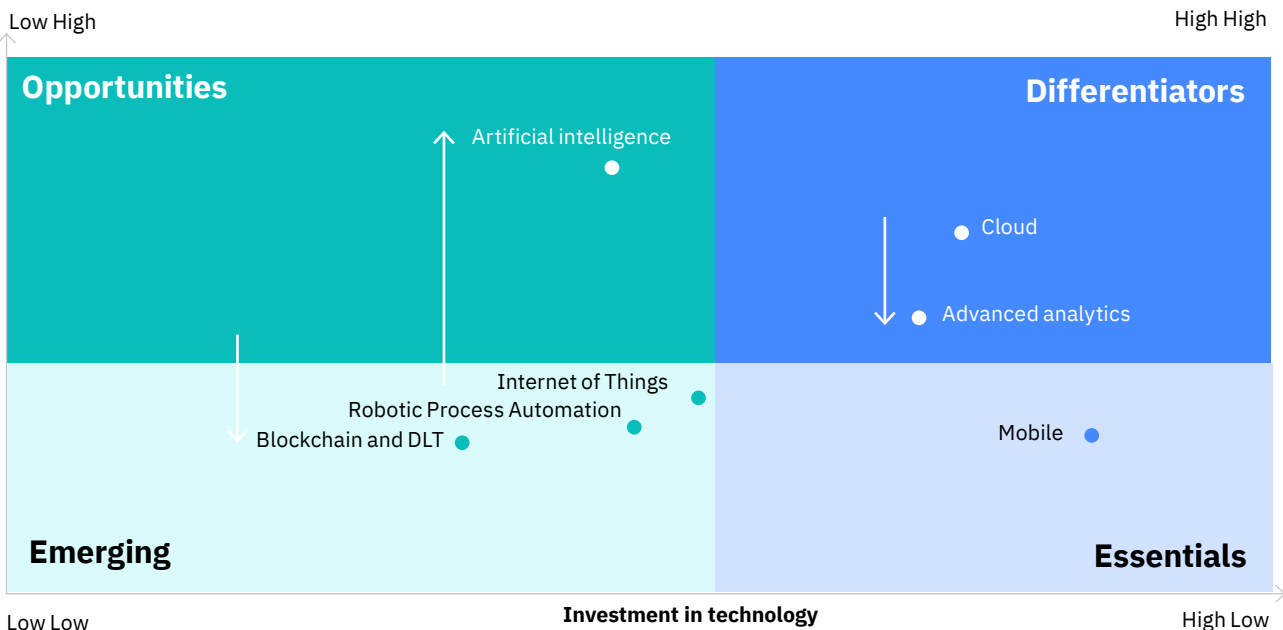 Low High
High High
Opportunities
Differentiators
Artificial intelligence
Cloud
Advanced analytics
Internet of Things
Robotic Process Automation
Blockchain and DLT
Mobile
Emerging
Essentials
Low Low
Investment in technology
High Low